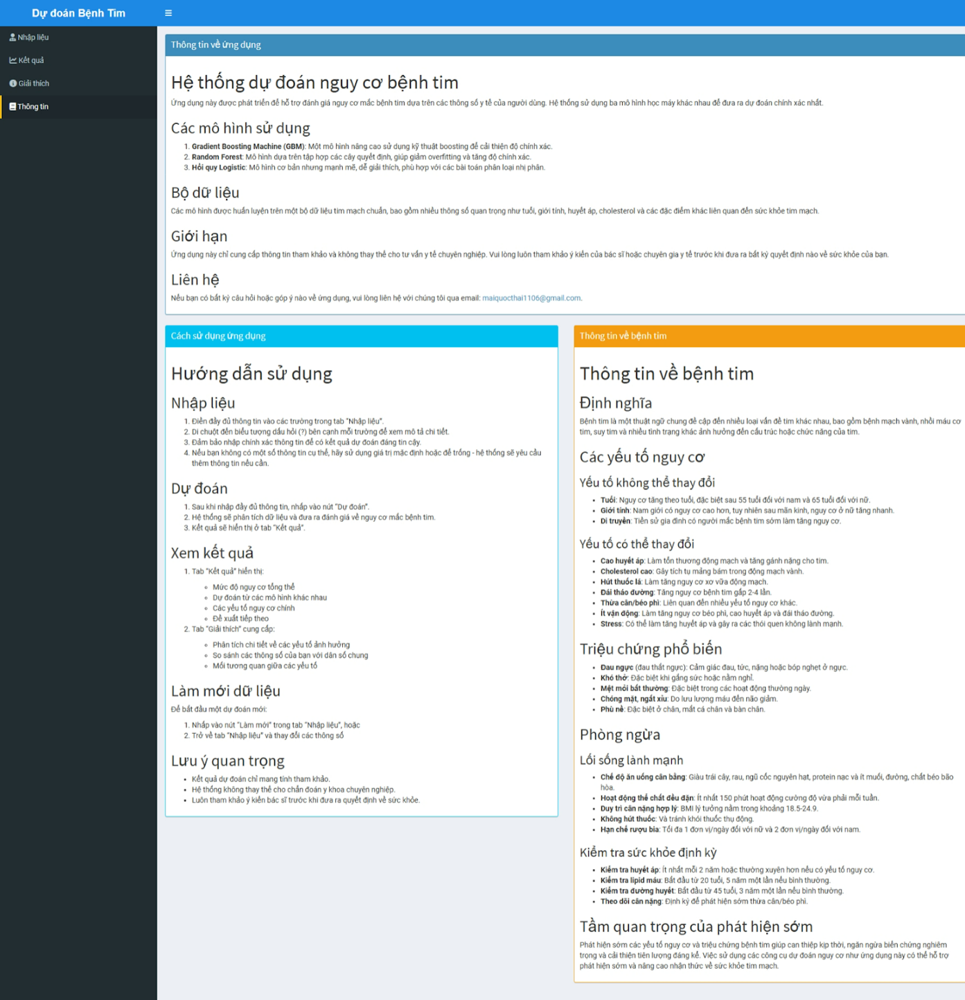 Dự đoán Bệnh Tim
Nhập liệu
Kết quả
Giải thích
Thông tin
Thông tin về ứng dụng
Hệ thống dự đoán nguy cơ bệnh tim
Ứng dụng này được phát triển để hỗ trợ đánh giá nguy cơ mắc bệnh tim dựa trên các thông số y tế của người dùng. Hệ thống sử dụng ba mô hình học máy khác nhau để đưa ra dự đoán chính xác nhất.
Các mô hình sử dụng
1. Gradient Boosting Machine (GBM): Một mô hình nâng cao sử dụng kỹ thuật boosting để cải thiện độ chính xác.
2. Random Forest: Mô hình dựa trên tập hợp các cây quyết định, giúp giảm overfitting và tăng độ chính xác.
3. Hồi quy Logistic: Mô hình cơ bản nhưng mạnh mẽ, dễ giải thích, phù hợp với các bài toán phân loại nhị phân.
Bộ dữ liệu
Các mô hình được huấn luyện trên một bộ dữ liệu tim mạch chuẩn, bao gồm nhiều thông số quan trọng như tuổi, giới tính, huyết áp, cholesterol và các đặc điểm khác liên quan đến sức khỏe tim mạch.
Giới hạn
Ứng dụng này chỉ cung cấp thông tin tham khảo và không thay thế cho tư vấn y tế chuyên nghiệp. Vui lòng luôn tham khảo ý kiến của bác sĩ hoặc chuyên gia y tế trước khi đưa ra bất kỳ quyết định nào về sức khỏe của bạn.
Liên hệ
Nếu bạn có bất kỳ câu hỏi hoặc góp ý nào về ứng dụng, vui lòng liên hệ với chúng tôi qua email: maiquocthai1106@gmail.com.
Cách sử dụng ứng dụng
Hướng dẫn sử dụng
Nhập liệu
1. Điền đầy đủ thông tin vào các trường trong tab "Nhập liệu".
2. Di chuột đến biểu tượng dấu hỏi (?) bên cạnh mỗi trường để xem mô tả chi tiết.
3. Đảm bảo nhập chính xác thông tin để có kết quả dự đoán đáng tin cậy.
4. Nếu bạn không có một số thông tin cụ thể, hãy sử dụng giá trị mặc định hoặc để trống - hệ thống sẽ yêu cầu
thêm thông tin nếu cần.
Dự đoán
1. Sau khi nhập đầy đủ thông tin, nhấp vào nút "Dự đoán".
2. Hệ thống sẽ phân tích dữ liệu và đưa ra đánh giá về nguy cơ mắc bệnh tim.
3. Kết quả sẽ hiển thị ở tab "Kết quả".
Xem kết quả
1. Tab "Kết quả" hiển thị:
◦ Mức độ nguy cơ tổng thể
◦ Dự đoán từ các mô hình khác nhau
◦ Các yếu tố nguy cơ chính
◦ Đề xuất tiếp theo
2. Tab "Giải thích" cung cấp:
◦ Phân tích chi tiết về các yếu tố ảnh hưởng
◦ So sánh các thông số của bạn với dân số chung
◦ Mối tương quan giữa các yếu tố
Làm mới dữ liệu
Để bắt đầu một dự đoán mới:
1. Nhấp vào nút "Làm mới" trong tab "Nhập liệu", hoặc
2. Trở về tab "Nhập liệu" và thay đổi các thông số
Lưu ý quan trọng
• Kết quả dự đoán chỉ mang tính tham khảo.
• Hệ thống không thay thế cho chẩn đoán y khoa chuyên nghiệp.
• Luôn tham khảo ý kiến bác sĩ trước khi đưa ra quyết định về sức khỏe.
Thông tin về bệnh tim
Thông tin về bệnh tim
Định nghĩa
Bệnh tim là một thuật ngữ chung đề cập đến nhiều loại vấn đề tim khác nhau, bao gồm bệnh mạch vành, nhồi máu cơ
tim, suy tim và nhiều tình trạng khác ảnh hưởng đến cấu trúc hoặc chức năng của tim.
Các yếu tố nguy cơ
Yếu tố không thể thay đổi
• Tuổi: Nguy cơ tăng theo tuổi, đặc biệt sau 55 tuổi đối với nam và 65 tuổi đối với nữ.
• Giới tính: Nam giới có nguy cơ cao hơn, tuy nhiên sau mãn kinh, nguy cơ ở nữ tăng nhanh.
• Di truyền: Tiền sử gia đình có người mắc bệnh tim sớm làm tăng nguy cơ.
Yếu tố có thể thay đổi
• Cao huyết áp: Làm tổn thương động mạch và tăng gánh nặng cho tim.
• Cholesterol cao: Gây tích tụ mảng bám trong động mạch vành.
• Hút thuốc lá: Làm tăng nguy cơ xơ vữa động mạch.
• Đái tháo đường: Tăng nguy cơ bệnh tim gấp 2-4 lần.
• Thừa cân/béo phì: Liên quan đến nhiều yếu tố nguy cơ khác.
• Ít vận động: Làm tăng nguy cơ béo phì, cao huyết áp và đái tháo đường.
• Stress: Có thể làm tăng huyết áp và gây ra các thói quen không lành mạnh.
Triệu chứng phổ biến
• Đau ngực (đau thắt ngực): Cảm giác đau, tức, nặng hoặc bóp nghẹt ở ngực.
• Khó thở: Đặc biệt khi gắng sức hoặc nằm nghỉ.
• Mệt mỏi bất thường: Đặc biệt trong các hoạt động thường ngày.
• Chóng mặt, ngất xỉu: Do lưu lượng máu đến não giảm.
• Phù nề: Đặc biệt ở chân, mắt cá chân và bàn chân.
Phòng ngừa
Lối sống lành mạnh
• Chế độ ăn uống cân bằng: Giàu trái cây, rau, ngũ cốc nguyên hạt, protein nạc và ít muối, đường, chất béo bão
hòa.
• Hoạt động thể chất đều đặn: Ít nhất 150 phút hoạt động cường độ vừa phải mỗi tuần.
• Duy trì cân nặng hợp lý: BMI lý tưởng nằm trong khoảng 18.5-24.9.
• Không hút thuốc: Và tránh khói thuốc thụ động.
• Hạn chế rượu bia: Tối đa 1 đơn vị/ngày đối với nữ và 2 đơn vị/ngày đối với nam.
Kiểm tra sức khỏe định kỳ
• Kiểm tra huyết áp: Ít nhất mỗi 2 năm hoặc thường xuyên hơn nếu có yếu tố nguy cơ.
• Kiểm tra lipid máu: Bắt đầu từ 20 tuổi, 5 năm một lần nếu bình thường.
• Kiểm tra đường huyết: Bắt đầu từ 45 tuổi, 3 năm một lần nếu bình thường.
• Theo dõi cân nặng: Định kỳ để phát hiện sớm thừa cân/béo phì.
Tầm quan trọng của phát hiện sớm
Phát hiện sớm các yếu tố nguy cơ và triệu chứng bệnh tim giúp can thiệp kịp thời, ngăn ngừa biến chứng nghiêm
trọng và cải thiện tiên lượng đáng kể. Việc sử dụng các công cụ dự đoán nguy cơ như ứng dụng này có thể hỗ trợ
phát hiện sớm và nâng cao nhận thức về sức khỏe tim mạch.